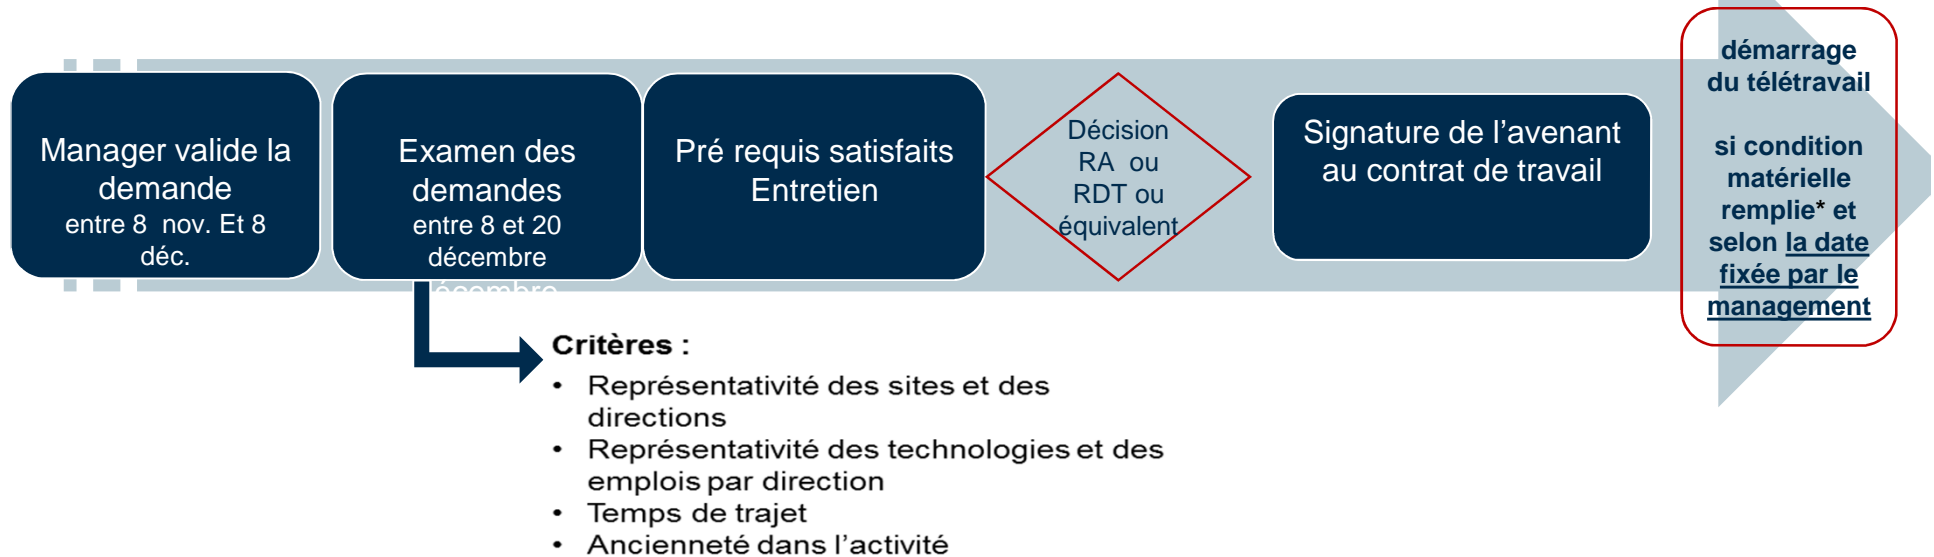 Manager valide la
demande
entre 8 nov. Et 8
déc.
Examen des
demandes
entre 8 et 20
décembre
décembre
Pré requis satisfaits
Entretien
Décision
RA ou
RDT ou
équivalent
Signature de l’avenant
au contrat de travail
démarrage
du télétravail
si condition
matérielle
remplie* et
selon la date
fixée par le
management
Critères :
• Représentativité des sites et des
directions
• Représentativité des technologies et des
emplois par direction
• Temps de trajet
• Ancienneté dans l’activité